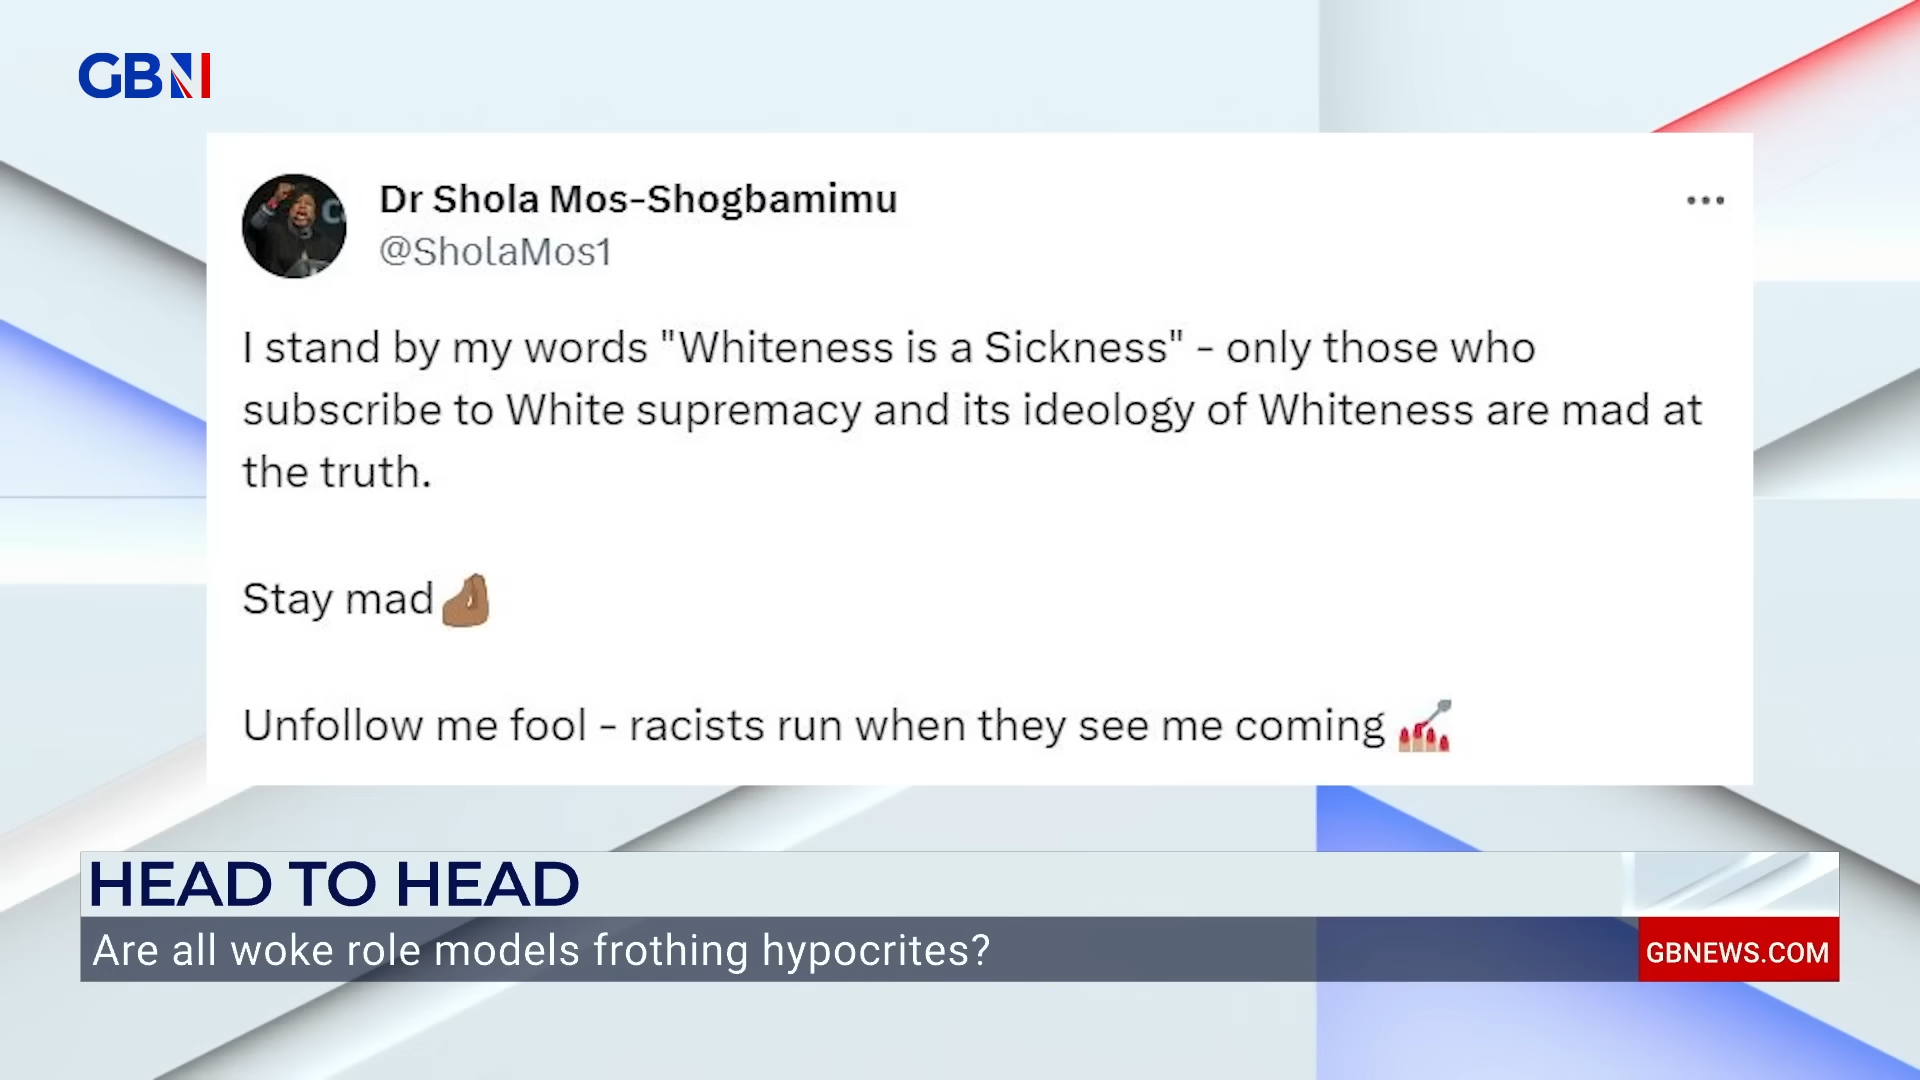 GBN
Dr Shola Mos-Shogbamimu
@SholaMos1
I stand by my words "Whiteness is a Sickness" - only those who
subscribe to White supremacy and its ideology of Whiteness are mad at
the truth.
Stay mad🤌🏾
Unfollow me fool - racists run when they see me coming 💅
HEAD TO HEAD
Are all woke role models frothing hypocrites?
GBNEWS.COM